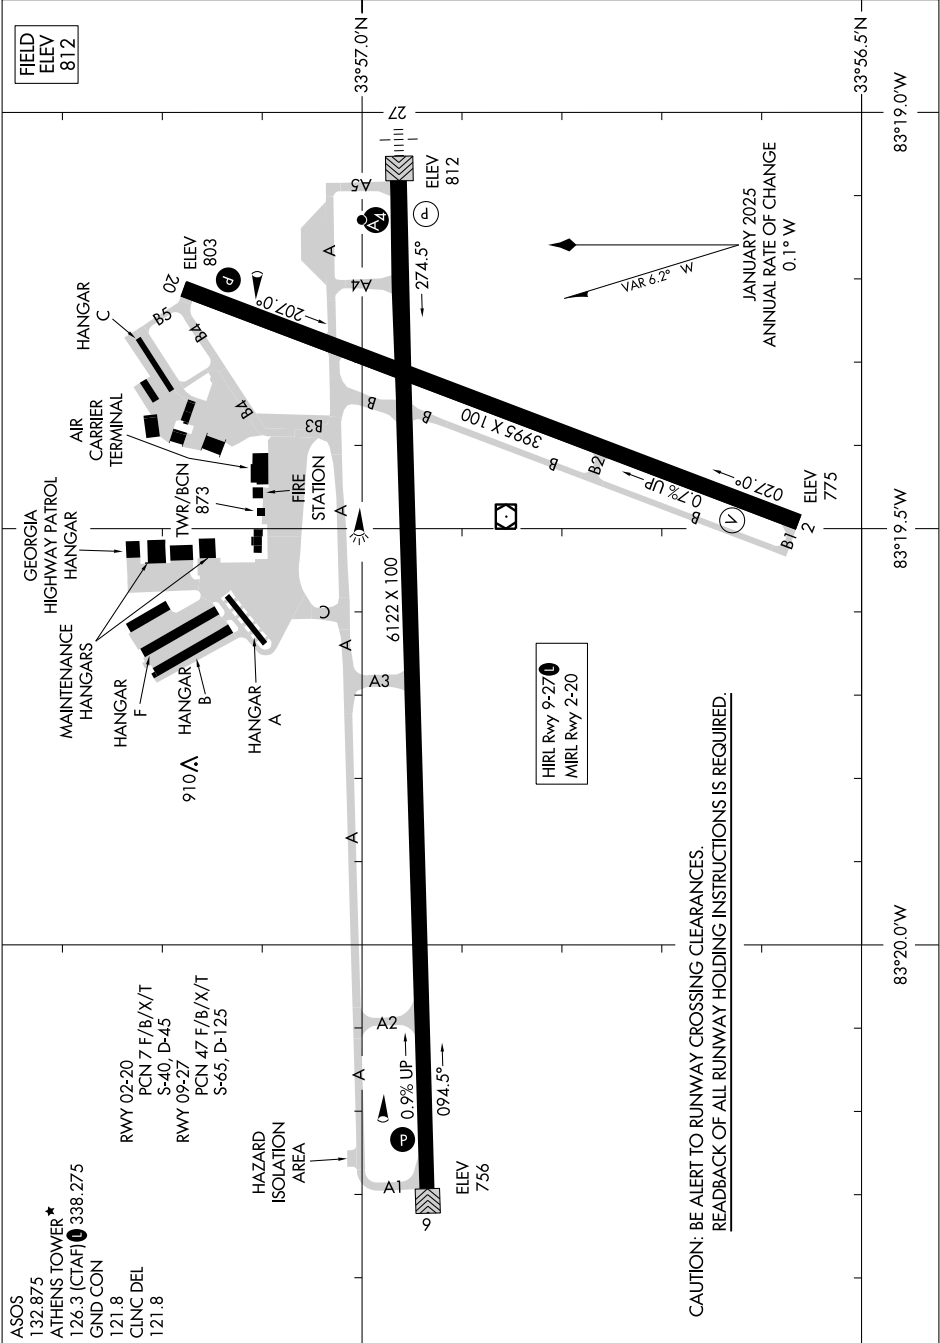 ASOS
132.875
ATHENS TOWER★
126.3 (CTAF) L 338.275
GND CON
121.8
CLNC DEL
121.8
FIELD
ELEV
812
RWY 02-20
PCN 7 F/B/X/T
S-40, D-45
RWY 09-27
PCN 47 F/B/X/T
S-65, D-125
HAZARD
ISOLATION
AREA
910
MAINTENANCE
HANGARS
GEORGIA
HIGHWAY PATROL
HANGAR
HANGAR
F
HANGAR
B
HANGAR
A
TWR/BCN
873
FIRE
STATION
AIR
CARRIER
TERMINAL
HANGAR
C
20
ELEV
803
P
207.0°
B5
B4
B4
B3
A
A
A
A
A
C
A1
A2
A3
A4
A5
A4
P
27
ELEV
812
274.5°
6122 X 100
9
ELEV
756
P
0.9% UP
094.5°
B
B
B
B
B2
B1
3995 X 100
0.7% UP
027.0°
V
2
ELEV
775
VAR 6.2° W
JANUARY 2025
ANNUAL RATE OF CHANGE
0.1° W
HIRL Rwy 9-27 L
MIRL Rwy 2-20
CAUTION: BE ALERT TO RUNWAY CROSSING CLEARANCES.
READBACK OF ALL RUNWAY HOLDING INSTRUCTIONS IS REQUIRED.
33°57.0'N
33°56.5'N
83°20.0'W
83°19.5'W
83°19.0'W